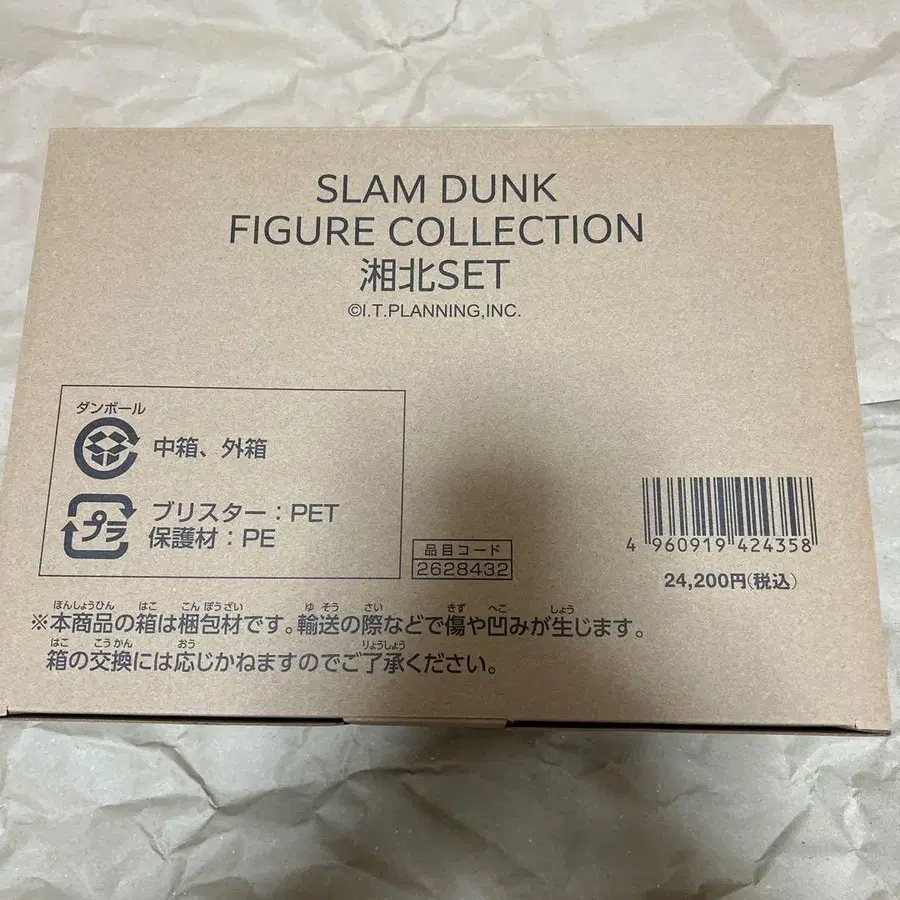 SLAM DUNK
FIGURE COLLECTION
湘北SET
©I.T.PLANNING,INC.
ダンボール
中箱、外箱
プラ
ブリスター：PET
保護材：PE
品目コード
2628432
4 960919 424358
24,200円(税込)
ほんしょうひん はこ こんぽうざい ゆそう さい きず へこ しょう
※本商品の箱は梱包材です。輸送の際などで傷や凹みが生じます。
はこ こうかん おう りょうしょう
箱の交換には応じかねますのでご了承ください。